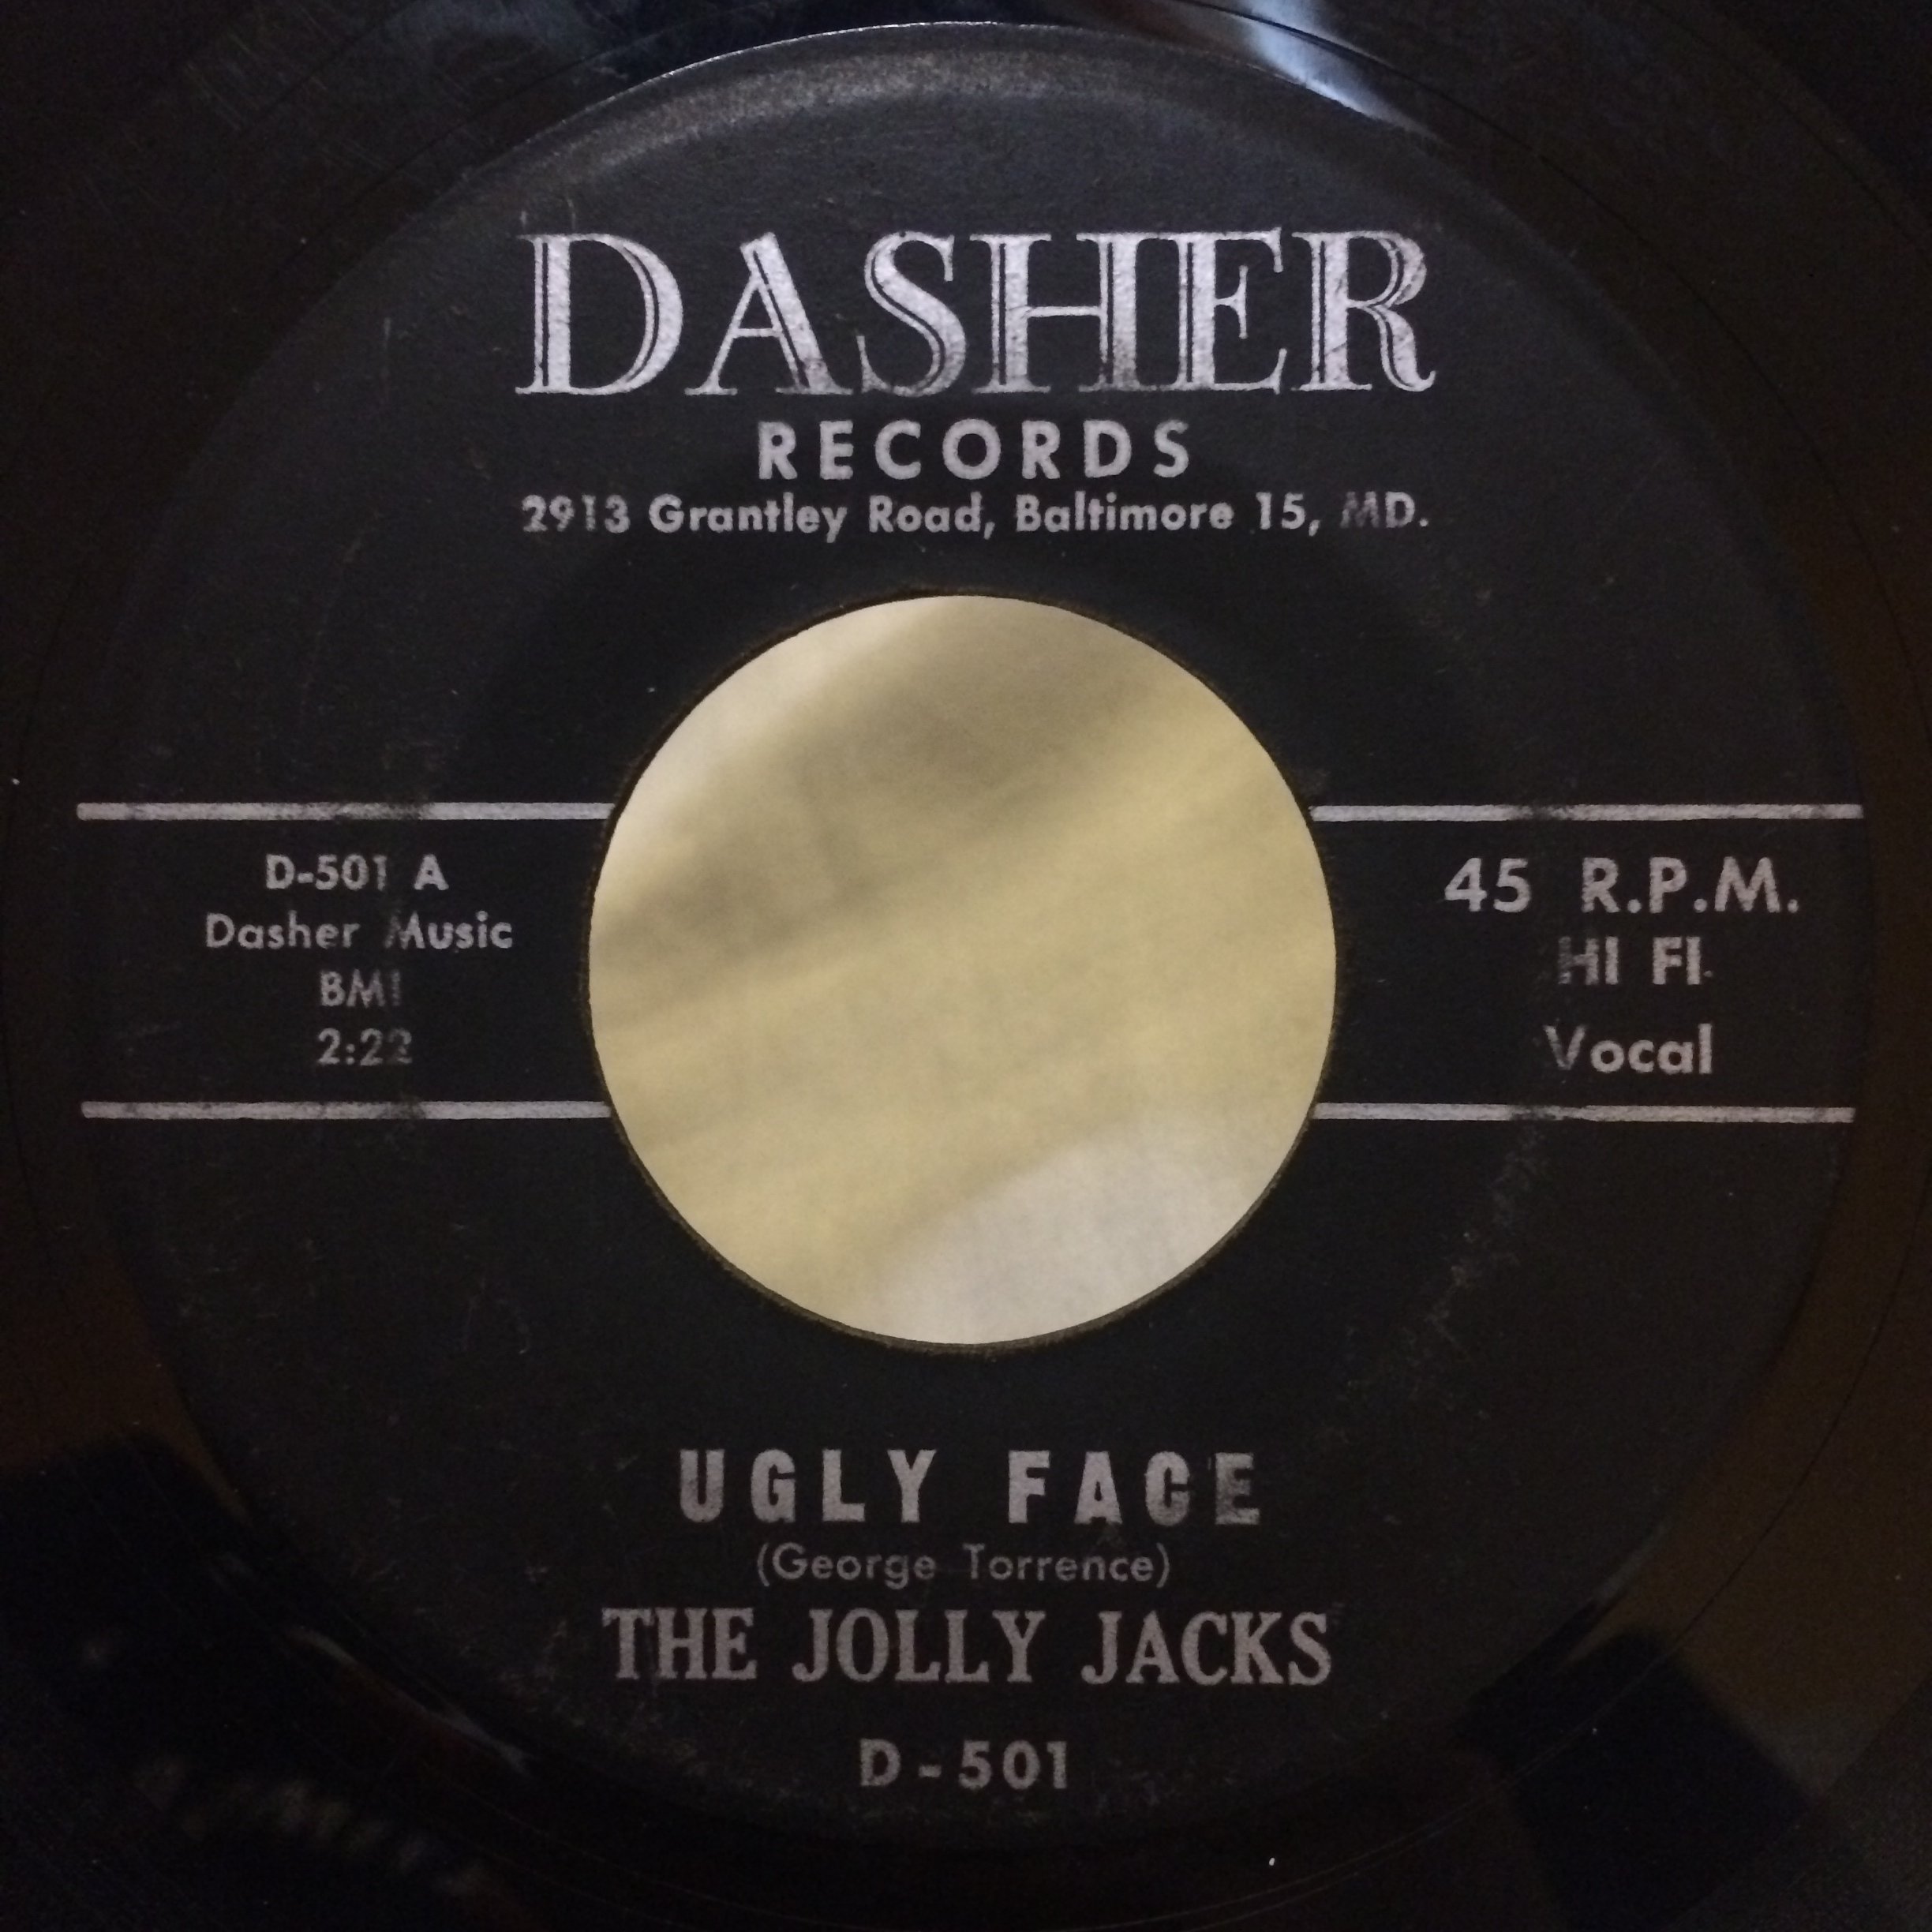 DASHER
RECORDS
2913 Grantley Road, Baltimore 15, MD.
D-501 A
Dasher Music
BMI
2:22
45 R.P.M.
HI FI
Vocal
UGLY FACE
(George Torrence)
THE JOLLY JACKS
D-501